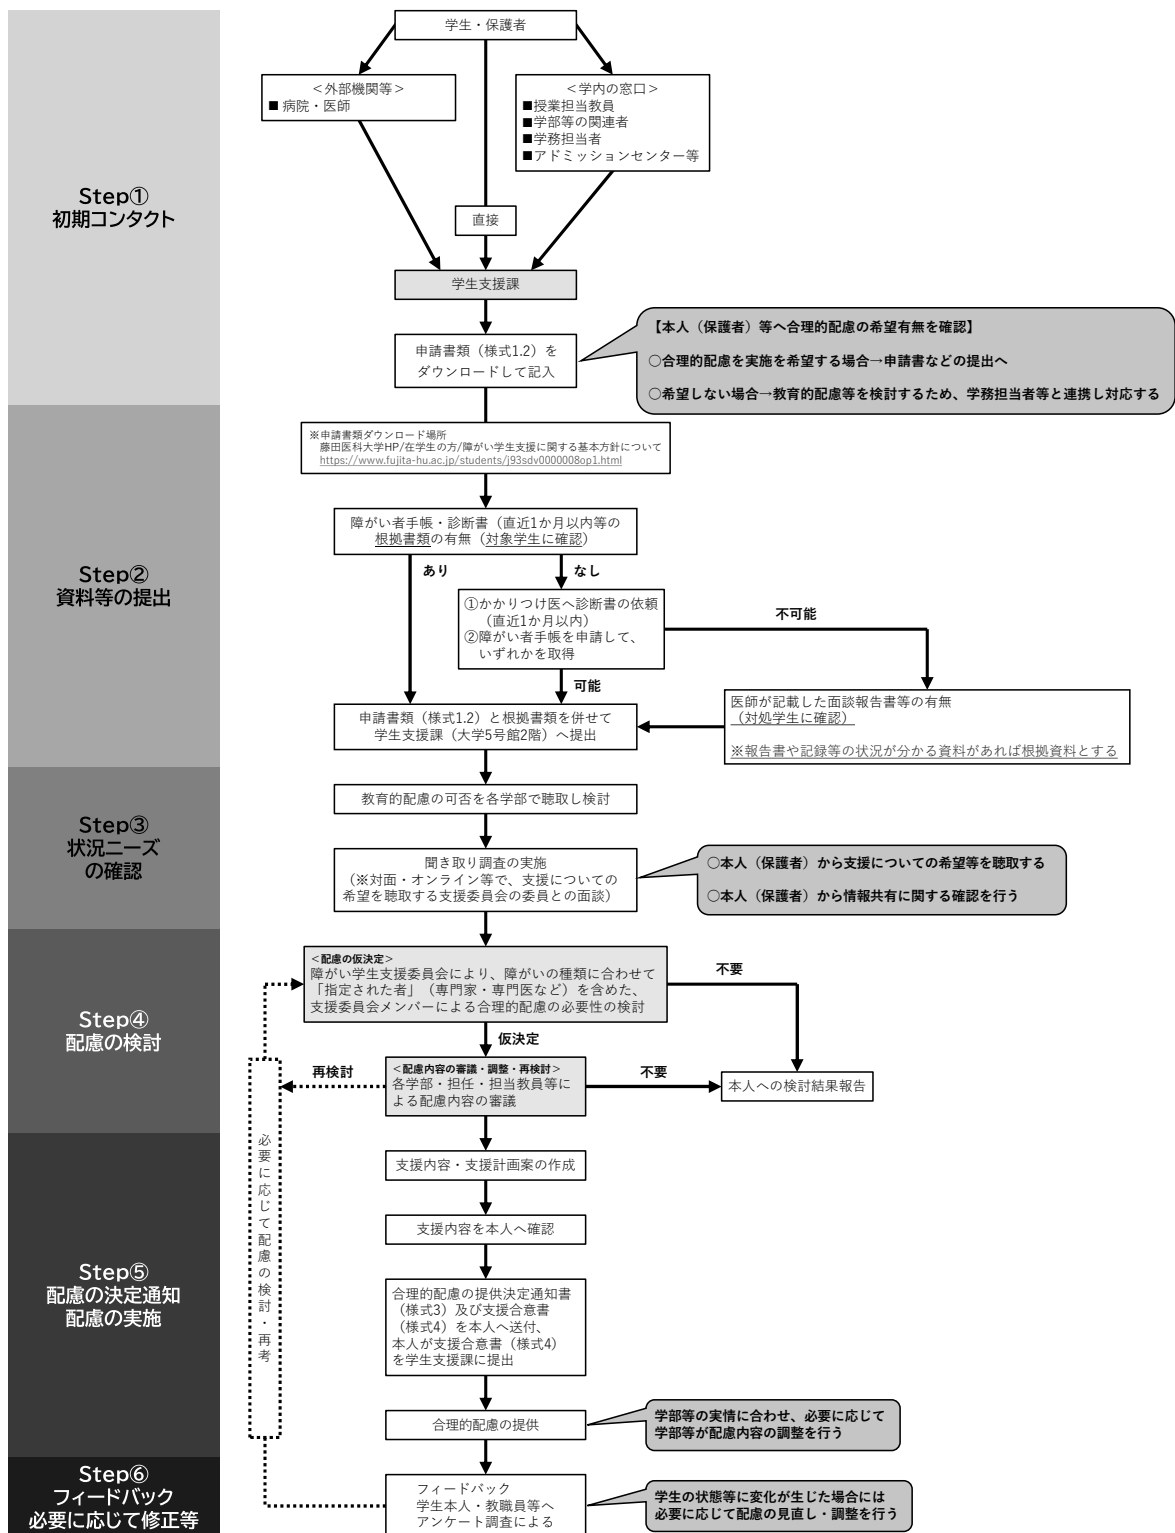 学生・保護者
＜外部機関等＞
■ 病院・医師
＜学内の窓口＞
■授業担当教員
■学部等の関連者
■学務担当者
■アドミッションセンター等
Step①
初期コンタクト
直接
学生支援課
申請書類（様式1.2）を
ダウンロードして記入
【本人（保護者）等へ合理的配慮の希望有無を確認】
○合理的配慮を実施を希望する場合→申請書などの提出へ
○希望しない場合→教育的配慮等を検討するため、学務担当者等と連携し対応する
※申請書類ダウンロード場所
藤田医科大学HP/在学生の方/障がい学生支援に関する基本方針について
https://www.fujita-hu.ac.jp/students/j93sdv0000008op1.html
Step②
資料等の提出
障がい者手帳・診断書（直近1か月以内等の
根拠書類の有無（対象学生に確認）
あり
なし
①かかりつけ医へ診断書の依頼
（直近1か月以内）
②障がい者手帳を申請して、
いずれかを取得
不可能
可能
医師が記載した面談報告書等の有無
（対処学生に確認）
※報告書や記録等の状況が分かる資料があれば根拠資料とする
申請書類（様式1.2）と根拠書類を併せて
学生支援課（大学5号館2階）へ提出
Step③
状況ニーズ
の確認
教育的配慮の可否を各学部で聴取し検討
聞き取り調査の実施
（※対面・オンライン等で、支援についての
希望を聴取する支援委員会の委員との面談）
○本人（保護者）から支援についての希望等を聴取する
○本人（保護者）から情報共有に関する確認を行う
Step④
配慮の検討
＜配慮の仮決定＞
障がい学生支援委員会により、障がいの種類に合わせて
「指定された者」（専門家・専門医など）を含めた、
支援委員会メンバーによる合理的配慮の必要性の検討
不要
仮決定
再検討
＜配慮内容の審議・調整・再検討＞
各学部・担任・担当教員等に
よる配慮内容の審議
不要
本人への検討結果報告
必要に応じて配慮の検討・再考
Step⑤
配慮の決定通知
配慮の実施
支援内容・支援計画案の作成
支援内容を本人へ確認
合理的配慮の提供決定通知書
（様式3）及び支援合意書
（様式4）を本人へ送付、
本人が支援合意書（様式4）
を学生支援課に提出
合理的配慮の提供
学部等の実情に合わせ、必要に応じて
学部等が配慮内容の調整を行う
Step⑥
フィードバック
必要に応じて修正等
フィードバック
学生本人・教職員等へ
アンケート調査による
学生の状態等に変化が生じた場合には
必要に応じて配慮の見直し・調整を行う